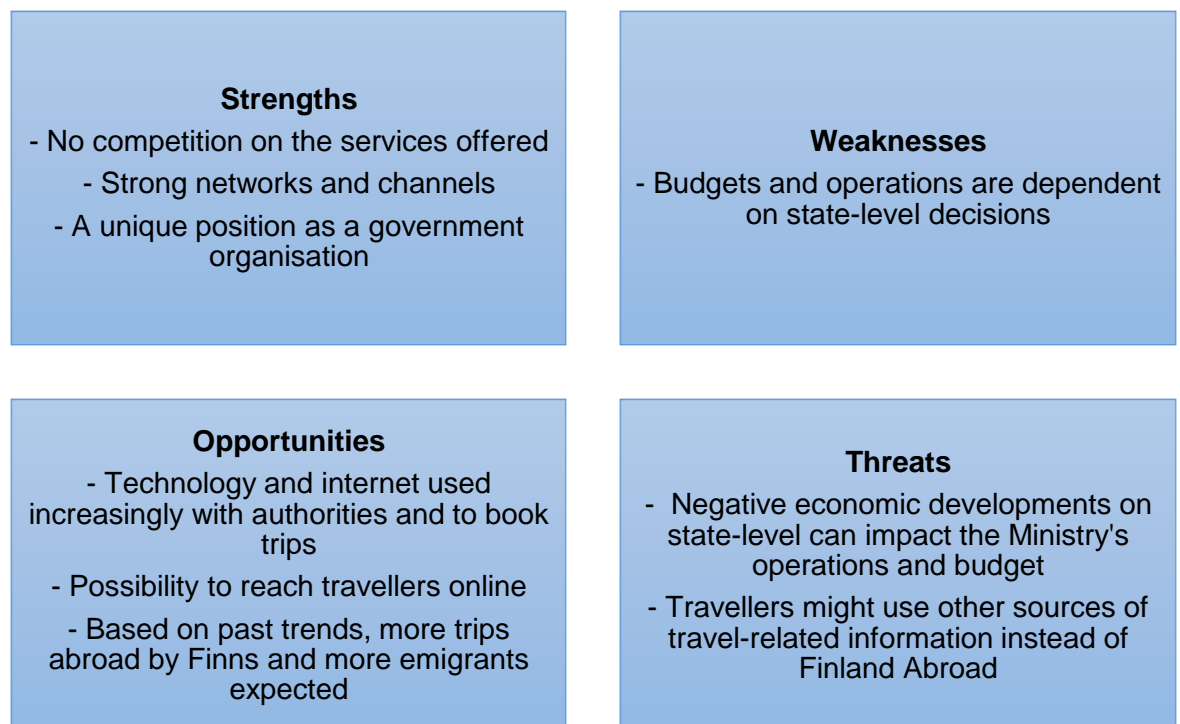 Strengths
- No competition on the services offered
- Strong networks and channels
- A unique position as a government
organisation
Weaknesses
- Budgets and operations are dependent
on state-level decisions
Opportunities
- Technology and internet used
increasingly with authorities and to book
trips
- Possibility to reach travellers online
- Based on past trends, more trips
abroad by Finns and more emigrants
expected
Threats
- Negative economic developments on
state-level can impact the Ministry's
operations and budget
- Travellers might use other sources of
travel-related information instead of
Finland Abroad